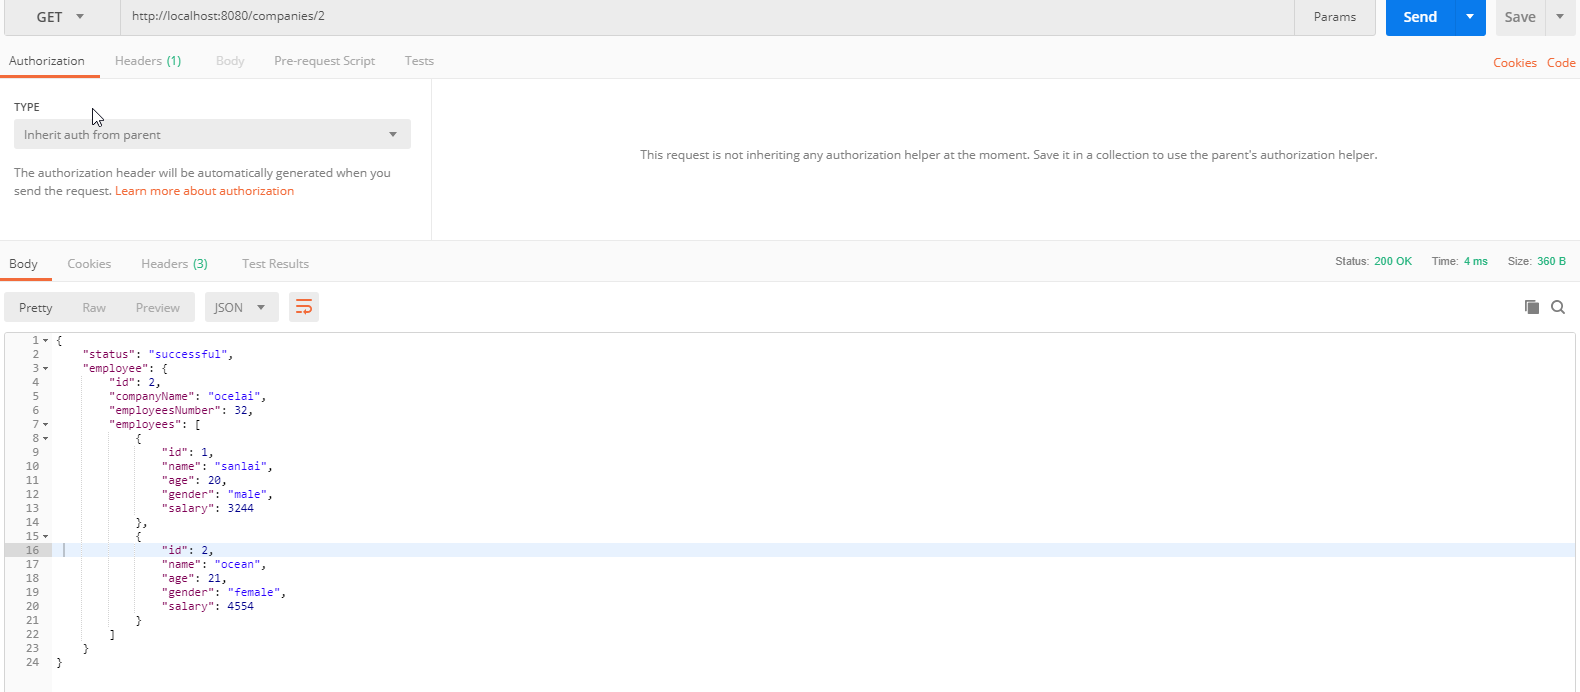 GET http://localhost:8080/companies/2 Params Send Save
Authorization Headers (1) Body Pre-request Script Tests Cookies Code
TYPE
Inherit auth from parent
The authorization header will be automatically generated when you
send the request. Learn more about authorization
This request is not inheriting any authorization helper at the moment. Save it in a collection to use the parent's authorization helper.
Body Cookies Headers (3) Test Results Status: 200 OK Time: 4 ms Size: 360 B
Pretty Raw Preview JSON
1 {
2 "status": "successful",
3 "employee": {
4 "id": 2,
5 "companyName": "ocelai",
6 "employeesNumber": 32,
7 "employees": [
8 {
9 "id": 1,
10 "name": "sanlai",
11 "age": 20,
12 "gender": "male",
13 "salary": 3244
14 },
15 {
16 "id": 2,
17 "name": "ocean",
18 "age": 21,
19 "gender": "female",
20 "salary": 4554
21 }
22 ]
23 }
24 }